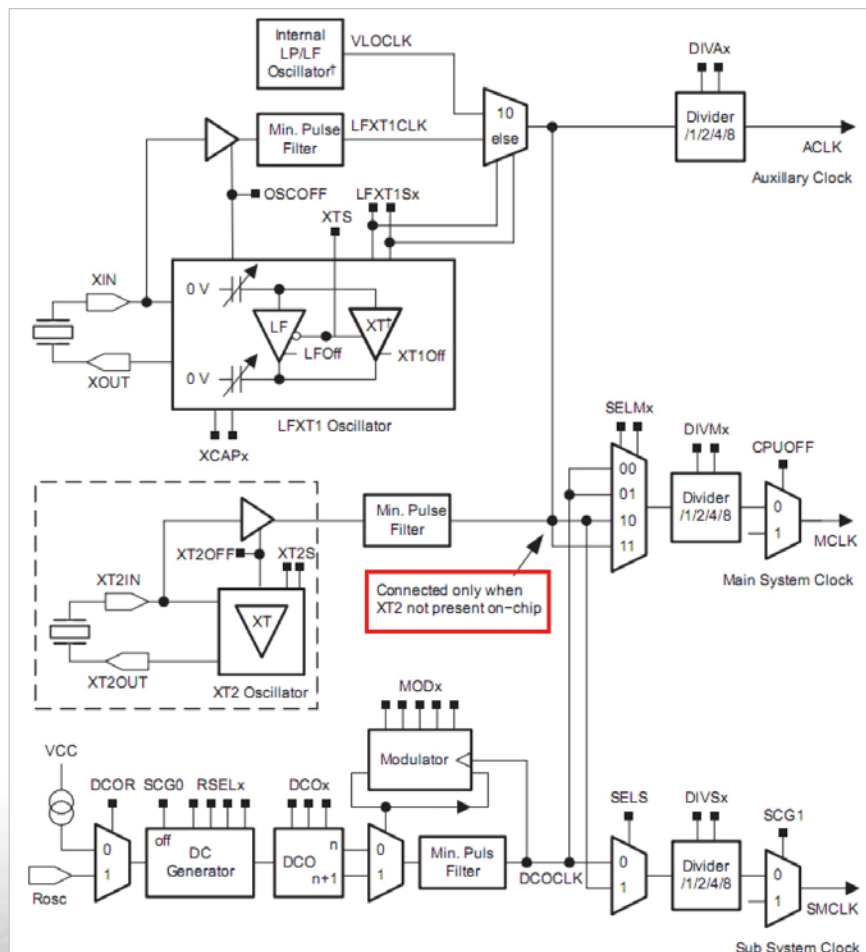 Internal
LP/LF
Oscillator†
VLOCLK
DIVAx
10
else
Divider
/1/2/4/8
ACLK
Auxillary Clock
Min. Pulse
Filter
LFXT1CLK
OSCOFF
LFXT1Sx
XTS
XIN
0 V
LF
XT†
LFOff
XT1Off
0 V
XOUT
LFXT1 Oscillator
XCAPx
SELMx
DIVMx
CPUOFF
00
01
10
11
Divider
/1/2/4/8
0
1
MCLK
Main System Clock
Min. Pulse
Filter
XT2OFF
XT2S
XT2IN
XT
XT2OUT
XT2 Oscillator
Connected only when
XT2 not present on−chip
MODx
Modulator
VCC
DCOR
SCG0
RSELx
DCOx
0
1
off
DC
Generator
DCO
n
n+1
0
1
Min. Puls
Filter
DCOCLK
Rosc
SELS
DIVSx
SCG1
0
1
Divider
/1/2/4/8
0
1
SMCLK
Sub System Clock